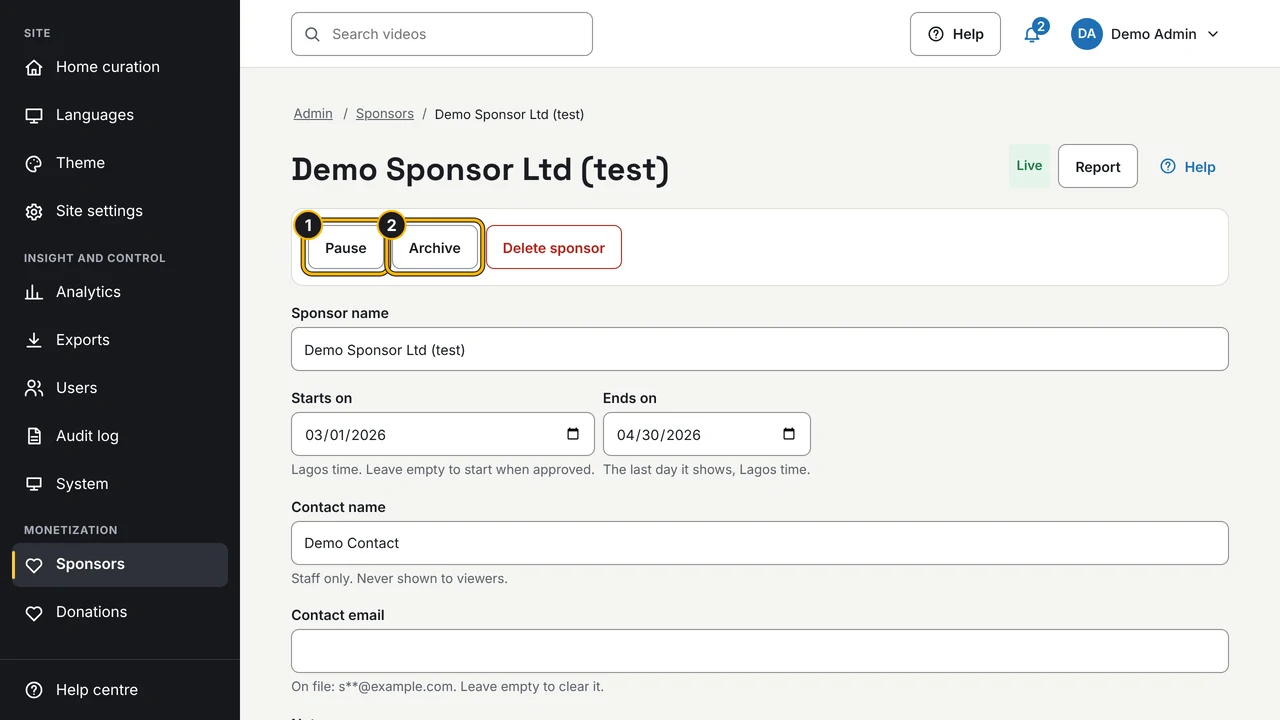 SITE
Home curation
Languages
Theme
Site settings
INSIGHT AND CONTROL
Analytics
Exports
Users
Audit log
System
MONETIZATION
Sponsors
Donations
Help centre
Search videos
Help
2
DA
Demo Admin
Admin / Sponsors / Demo Sponsor Ltd (test)
Demo Sponsor Ltd (test)
Live
Report
Help
1
Pause
2
Archive
Delete sponsor
Sponsor name
Demo Sponsor Ltd (test)
Starts on
03/01/2026
Lagos time. Leave empty to start when approved.
Ends on
04/30/2026
The last day it shows, Lagos time.
Contact name
Demo Contact
Staff only. Never shown to viewers.
Contact email
On file: s**@example.com. Leave empty to clear it.